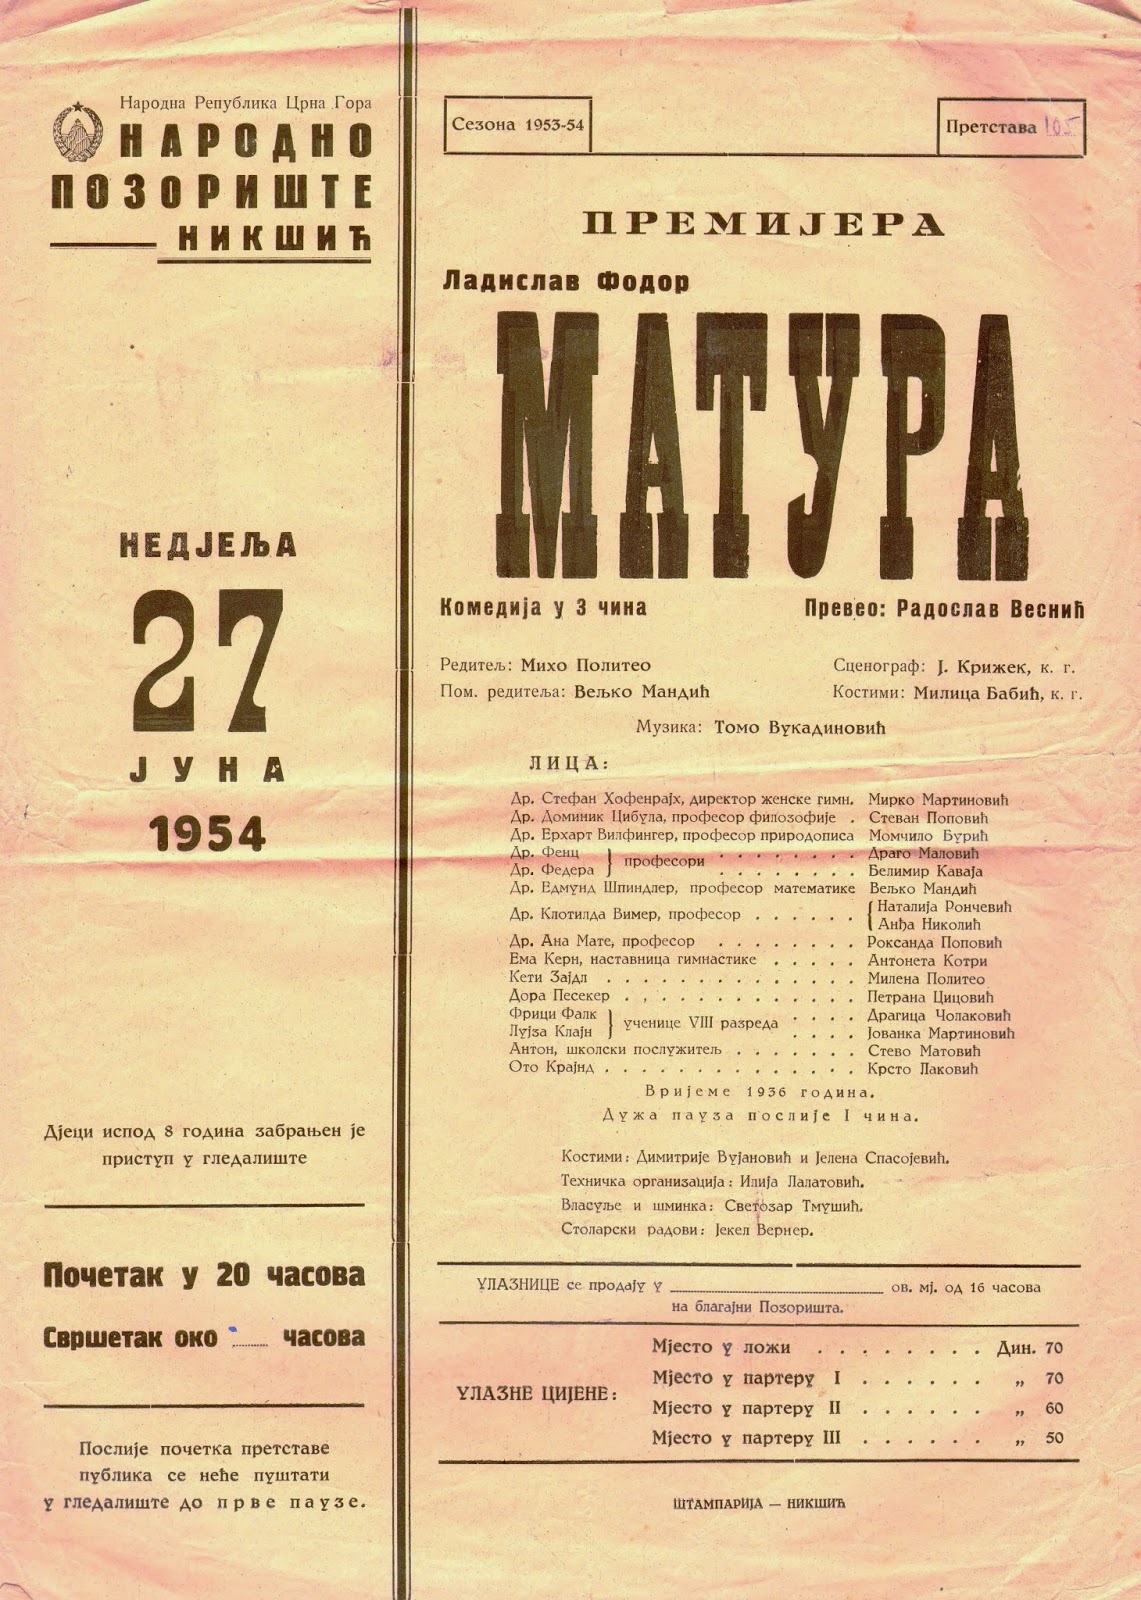 Народна Република Црна Гора
НАРОДНО
ПОЗОРИШТЕ
НИКШИЋ
НЕДЈЕЉА
27
ЈУНА
1954
Дјеци испод 8 година забрањен је
приступ у гледалиште
Почетак у 20 часова
Свршетак око ........ часова
Послије почетка претставе
публика се неће пуштати
у гледалиште до прве паузе.
Сезона 1953-54
Претстава 105
ПРЕМИЈЕРА
Ладислав Фодор
МАТУРА
Комедија у 3 чина Превео: Радослав Веснић
Редитељ: Михо Политео Сценограф: Ј. Крижек, к. г.
Пом. редитеља: Вељко Мандић Костими: Милица Бабић, к. г.
Музика: Томо Вукадиновић
ЛИЦА:
Др. Стефан Хофенрајх, директор женске гимн. Мирко Мартиновић
Др. Доминик Цибула, професор филозофије . Стеван Поповић
Др. Ерхарт Вилфингер, професор природописа Момчило Ђурић
Др. Фенц } професори . . . . . . . . Драго Маловић
Др. Федера } . . . . . . . . Белимир Каваја
Др. Едмунд Шпиндлер, професор математике Вељко Мандић
Др. Клотилда Вимер, професор . . . . . . { Наталија Рончевић
Анђа Николић
Др. Ана Мате, професор . . . . . . . . Роксанда Поповић
Ема Керн, наставница гимнастике . . . . . Антонета Котри
Кети Зајдл . . . . . . . . . . . . . . Милена Политео
Дора Песекер . . . . . . . . . . . . . Петрана Цицовић
Фрици Фалк } ученице VIII разреда . . . . Драгица Чолаковић
Лујза Клајн } . . . . Јованка Мартиновић
Антон, школски послужитељ . . . . . . . Стево Матовић
Ото Крајнд . . . . . . . . . . . . . . Крсто Лаковић
Вријеме 1936 година.
Дужа пауза послије I чина.
Костими: Димитрије Вујановић и Јелена Спасојевић.
Техничка организација: Илија Лалатовић.
Власуље и шминка: Светозар Тмушић.
Столарски радови: Јекел Вернер.
УЛАЗНИЦЕ се продају у ........................ ов. мј. од 16 часова
на благајни Позоришта.
УЛАЗНЕ ЦИЈЕНЕ:
Мјесто у ложи . . . . . . . . Дин. 70
Мјесто у партеру I . . . . . . „ 70
Мјесто у партеру II . . . . . . „ 60
Мјесто у партеру III . . . . . . „ 50
ШТАМПАРИЈА — НИКШИЋ